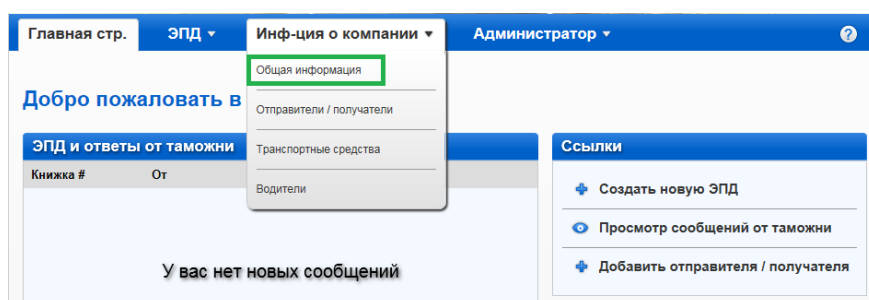 Главная стр. ЭПД Инф-ция о компании Администратор ?
Общая информация
Отправители / получатели
Транспортные средства
Водители
Добро пожаловать в
ЭПД и ответы от таможни
Книжка # От
У вас нет новых сообщений
Ссылки
Создать новую ЭПД
Просмотр сообщений от таможни
Добавить отправителя / получателя